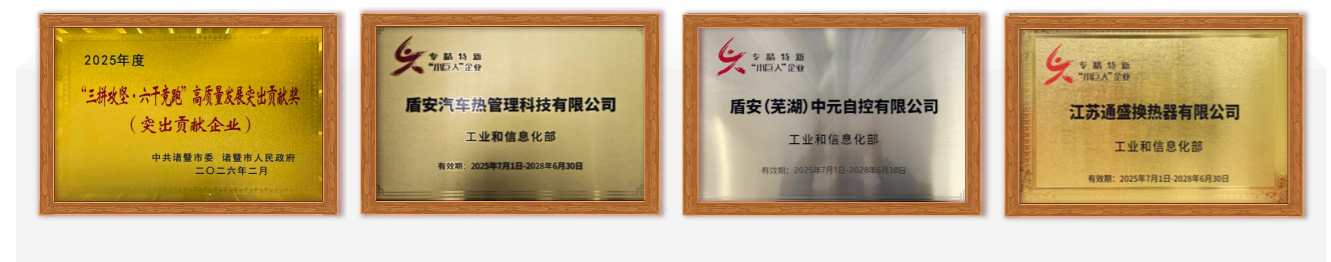 2025年度
“三拼攻坚·六干竞跑”高质量发展突出贡献奖
（突出贡献企业）
中共诸暨市委 诸暨市人民政府
二〇二六年二月
专精特新
“小巨人”企业
盾安汽车热管理科技有限公司
工业和信息化部
有效期：2025年7月1日-2028年6月30日
专精特新
“小巨人”企业
盾安(芜湖)中元自控有限公司
工业和信息化部
有效期：2025年7月1日-2028年6月30日
专精特新
“小巨人”企业
江苏通盛换热器有限公司
工业和信息化部
有效期：2025年7月1日-2028年6月30日